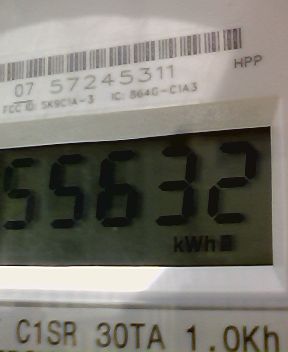 07 57245311
HPP
FCC ID: SK9C1A-3 IC: 864G-C1A3
55632
kWh
C1SR 30TA 1.0Kh